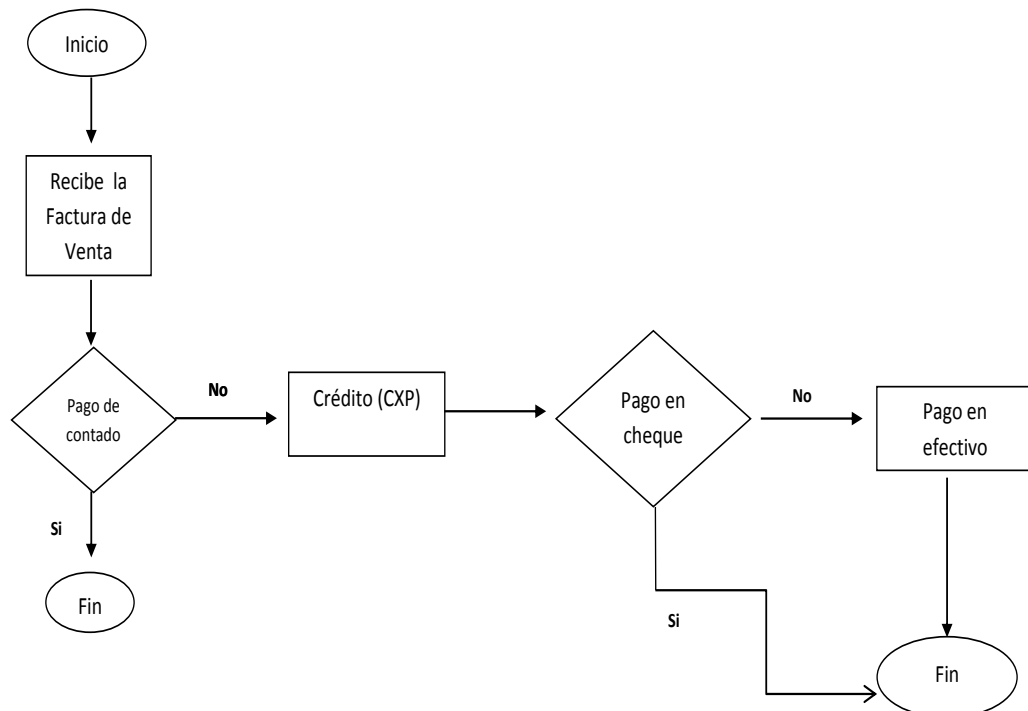 Inicio
Recibe la
Factura de
Venta
Pago de
contado
No
Crédito (CXP)
Pago en
cheque
No
Pago en
efectivo
Si
Fin
Si
Fin